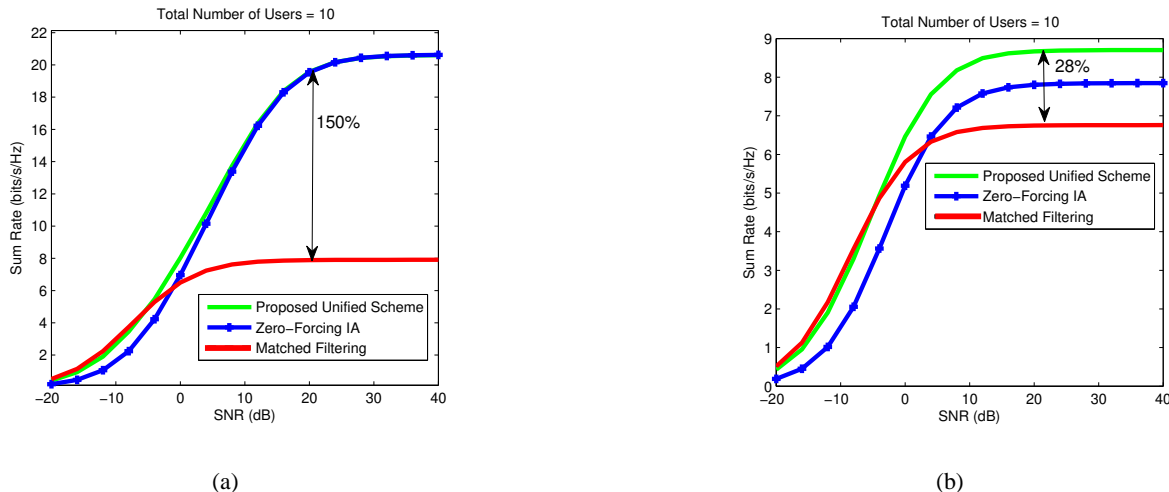 Total Number of Users = 10
22
20
18
16
14
12
10
8
6
4
2
Sum Rate (bits/s/Hz)
150%
Proposed Unified Scheme
Zero−Forcing IA
Matched Filtering
−20
−10
0
10
20
30
40
SNR (dB)
(a)
Total Number of Users = 10
9
8
7
6
5
4
3
2
1
0
Sum Rate (bits/s/Hz)
28%
Proposed Unified Scheme
Zero−Forcing IA
Matched Filtering
−20
−10
0
10
20
30
40
SNR (dB)
(b)